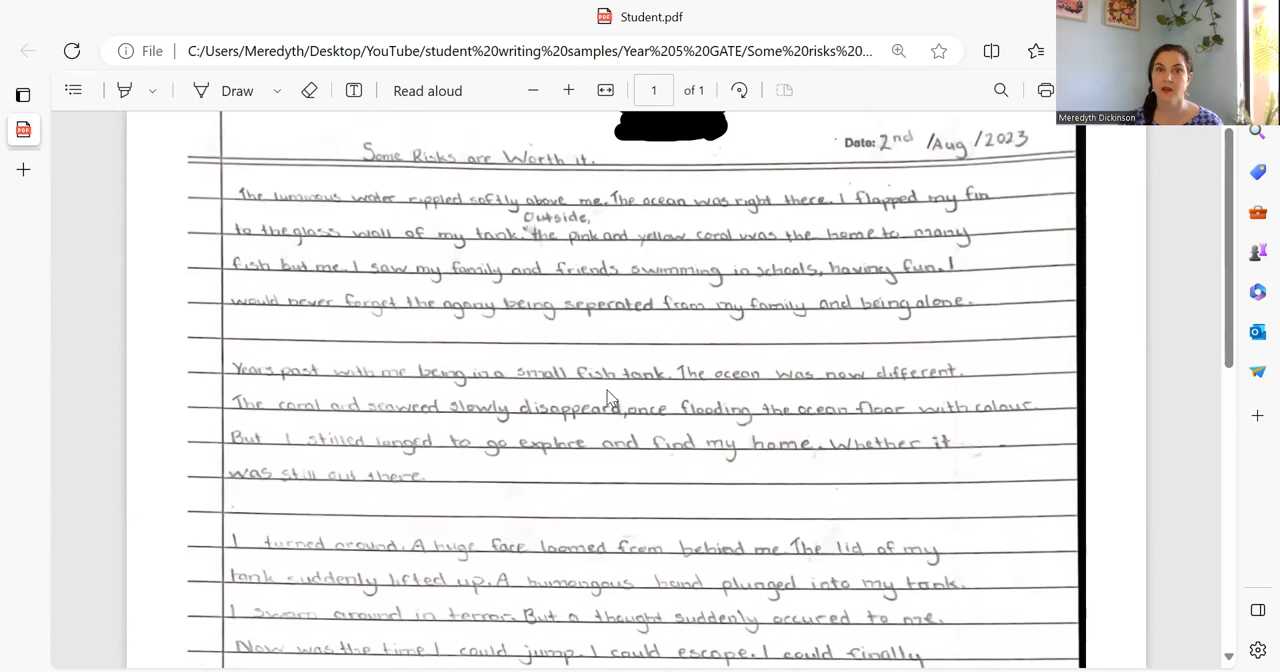 Student.pdf
File
C:/Users/Meredyth/Desktop/YouTube/student%20writing%20samples/Year%205%20GATE/Some%20risks%20...
Draw
Read aloud
1
of 1
Meredyth Dickinson
Date: 2nd /Aug /2023
Some Risks are Worth it.
The luminous water rippled softly above me. The ocean was right there. I flapped my fin
Outside,
to the glass wall of my tank. the pink and yellow coral was the home to many
fish but me. I saw my family and friends swimming in schools, having fun. I
would never forget the agony being seperated from my family and being alone.
Years past with me being in a small fish tank. The ocean was now different.
The coral and seaweed slowly disappeard, once flooding the ocean floor with colour.
But I stilled longed to go explore and find my home. Whether it
was still out there.
I turned around. A huge face loomed from behind me. The lid of my
tank suddenly lifted up. A humongous hand plunged into my tank.
I swam around in terror. But a thought suddenly occured to me.
Now was the time I could jump. I could escape. I could finally